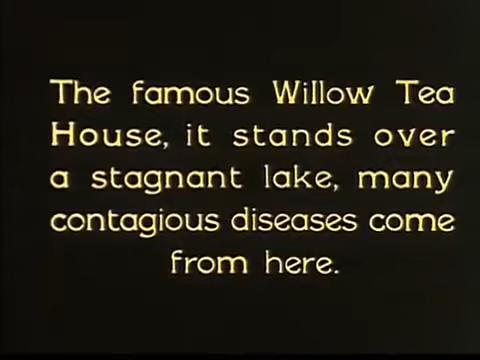 The famous Willow Tea
House, it stands over
a stagnant lake, many
contagious diseases come
from here.